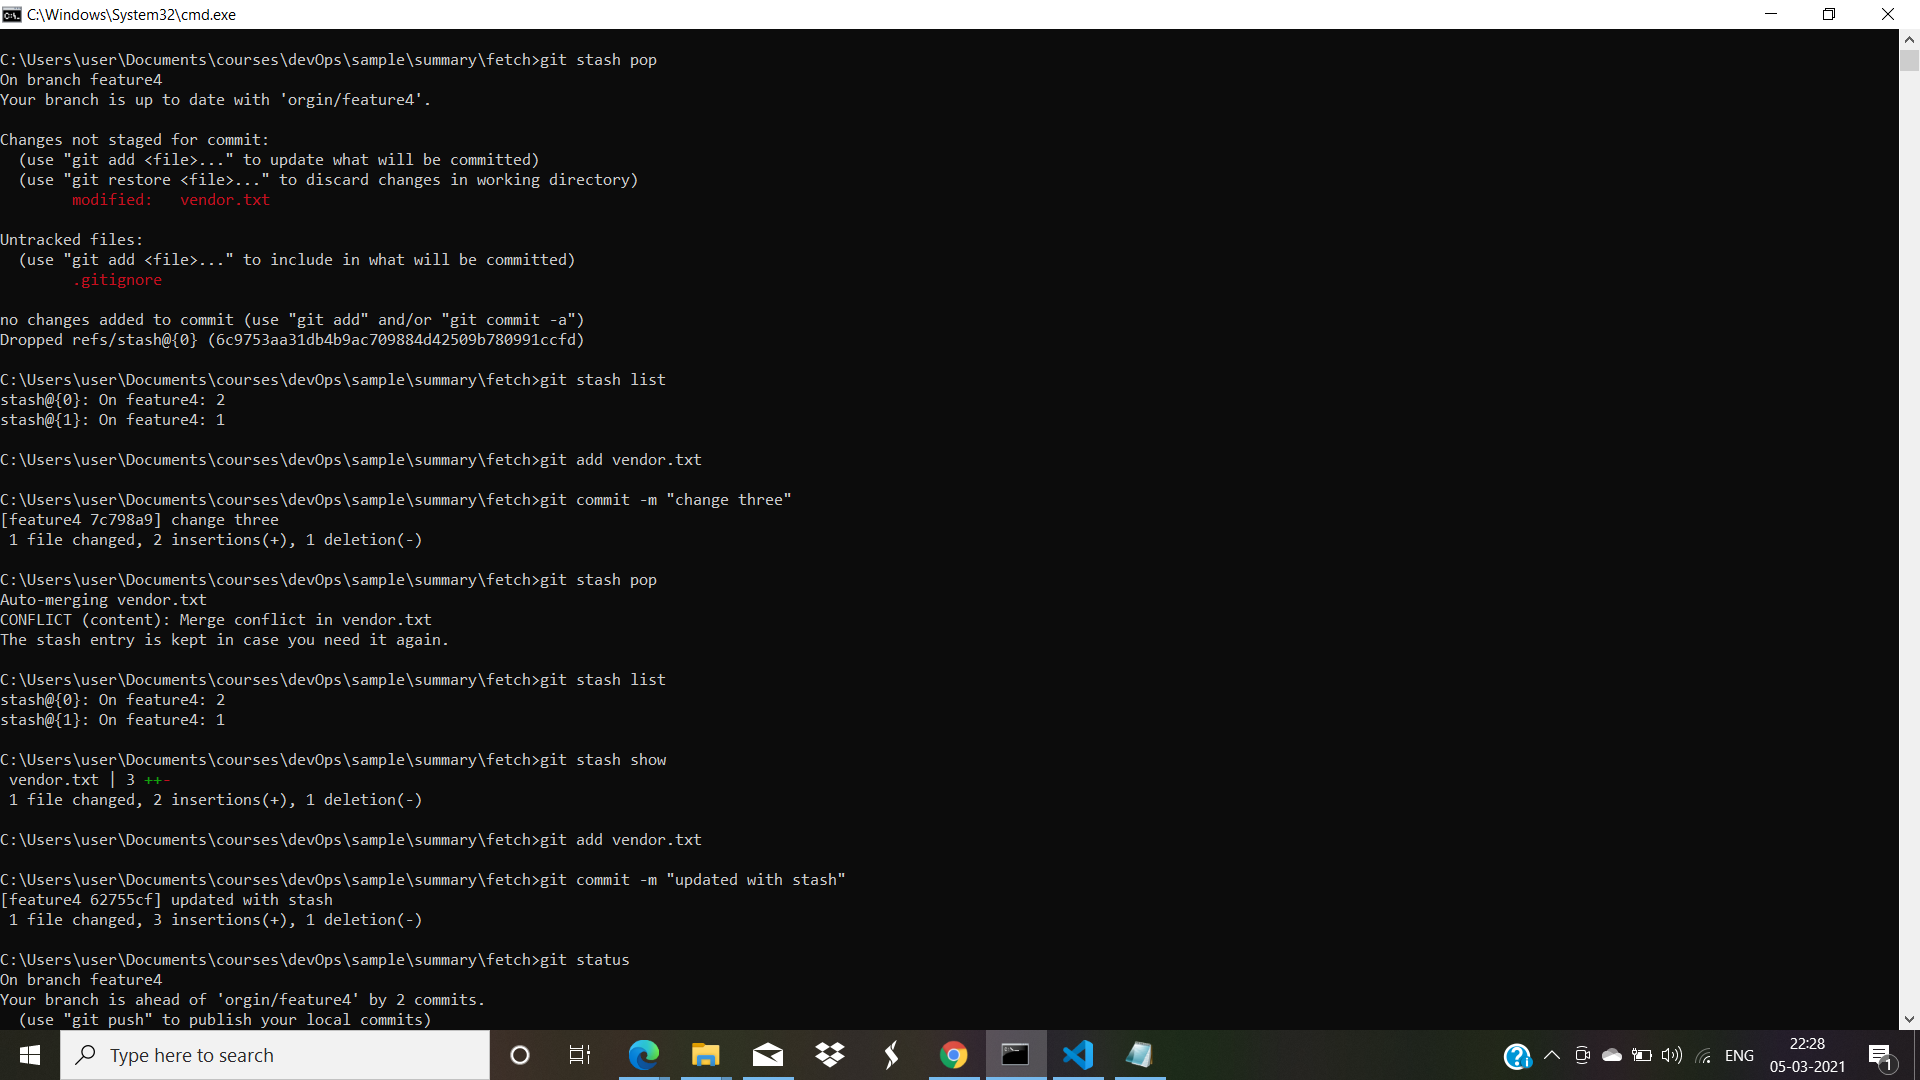 C:\Windows\System32\cmd.exe
C:\Users\user\Documents\courses\devOps\sample\summary\fetch>git stash pop
On branch feature4
Your branch is up to date with 'orgin/feature4'.
Changes not staged for commit:
  (use "git add <file>..." to update what will be committed)
  (use "git restore <file>..." to discard changes in working directory)
        modified:   vendor.txt
Untracked files:
  (use "git add <file>..." to include in what will be committed)
        .gitignore
no changes added to commit (use "git add" and/or "git commit -a")
Dropped refs/stash@{0} (6c9753aa31db4b9ac709884d42509b780991ccfd)
C:\Users\user\Documents\courses\devOps\sample\summary\fetch>git stash list
stash@{0}: On feature4: 2
stash@{1}: On feature4: 1
C:\Users\user\Documents\courses\devOps\sample\summary\fetch>git add vendor.txt
C:\Users\user\Documents\courses\devOps\sample\summary\fetch>git commit -m "change three"
[feature4 7c798a9] change three
 1 file changed, 2 insertions(+), 1 deletion(-)
C:\Users\user\Documents\courses\devOps\sample\summary\fetch>git stash pop
Auto-merging vendor.txt
CONFLICT (content): Merge conflict in vendor.txt
The stash entry is kept in case you need it again.
C:\Users\user\Documents\courses\devOps\sample\summary\fetch>git stash list
stash@{0}: On feature4: 2
stash@{1}: On feature4: 1
C:\Users\user\Documents\courses\devOps\sample\summary\fetch>git stash show
 vendor.txt | 3 ++-
 1 file changed, 2 insertions(+), 1 deletion(-)
C:\Users\user\Documents\courses\devOps\sample\summary\fetch>git add vendor.txt
C:\Users\user\Documents\courses\devOps\sample\summary\fetch>git commit -m "updated with stash"
[feature4 62755cf] updated with stash
 1 file changed, 3 insertions(+), 1 deletion(-)
C:\Users\user\Documents\courses\devOps\sample\summary\fetch>git status
On branch feature4
Your branch is ahead of 'orgin/feature4' by 2 commits.
  (use "git push" to publish your local commits)
Type here to search
ENG
22:28
05-03-2021
1